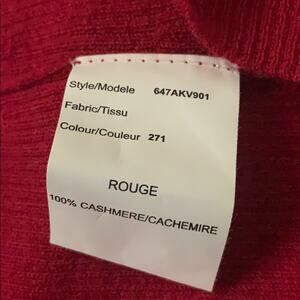 Style/Modele 647AKV901
Fabric/Tissu
Colour/Couleur 271
ROUGE
100% CASHMERE/CACHEMIRE